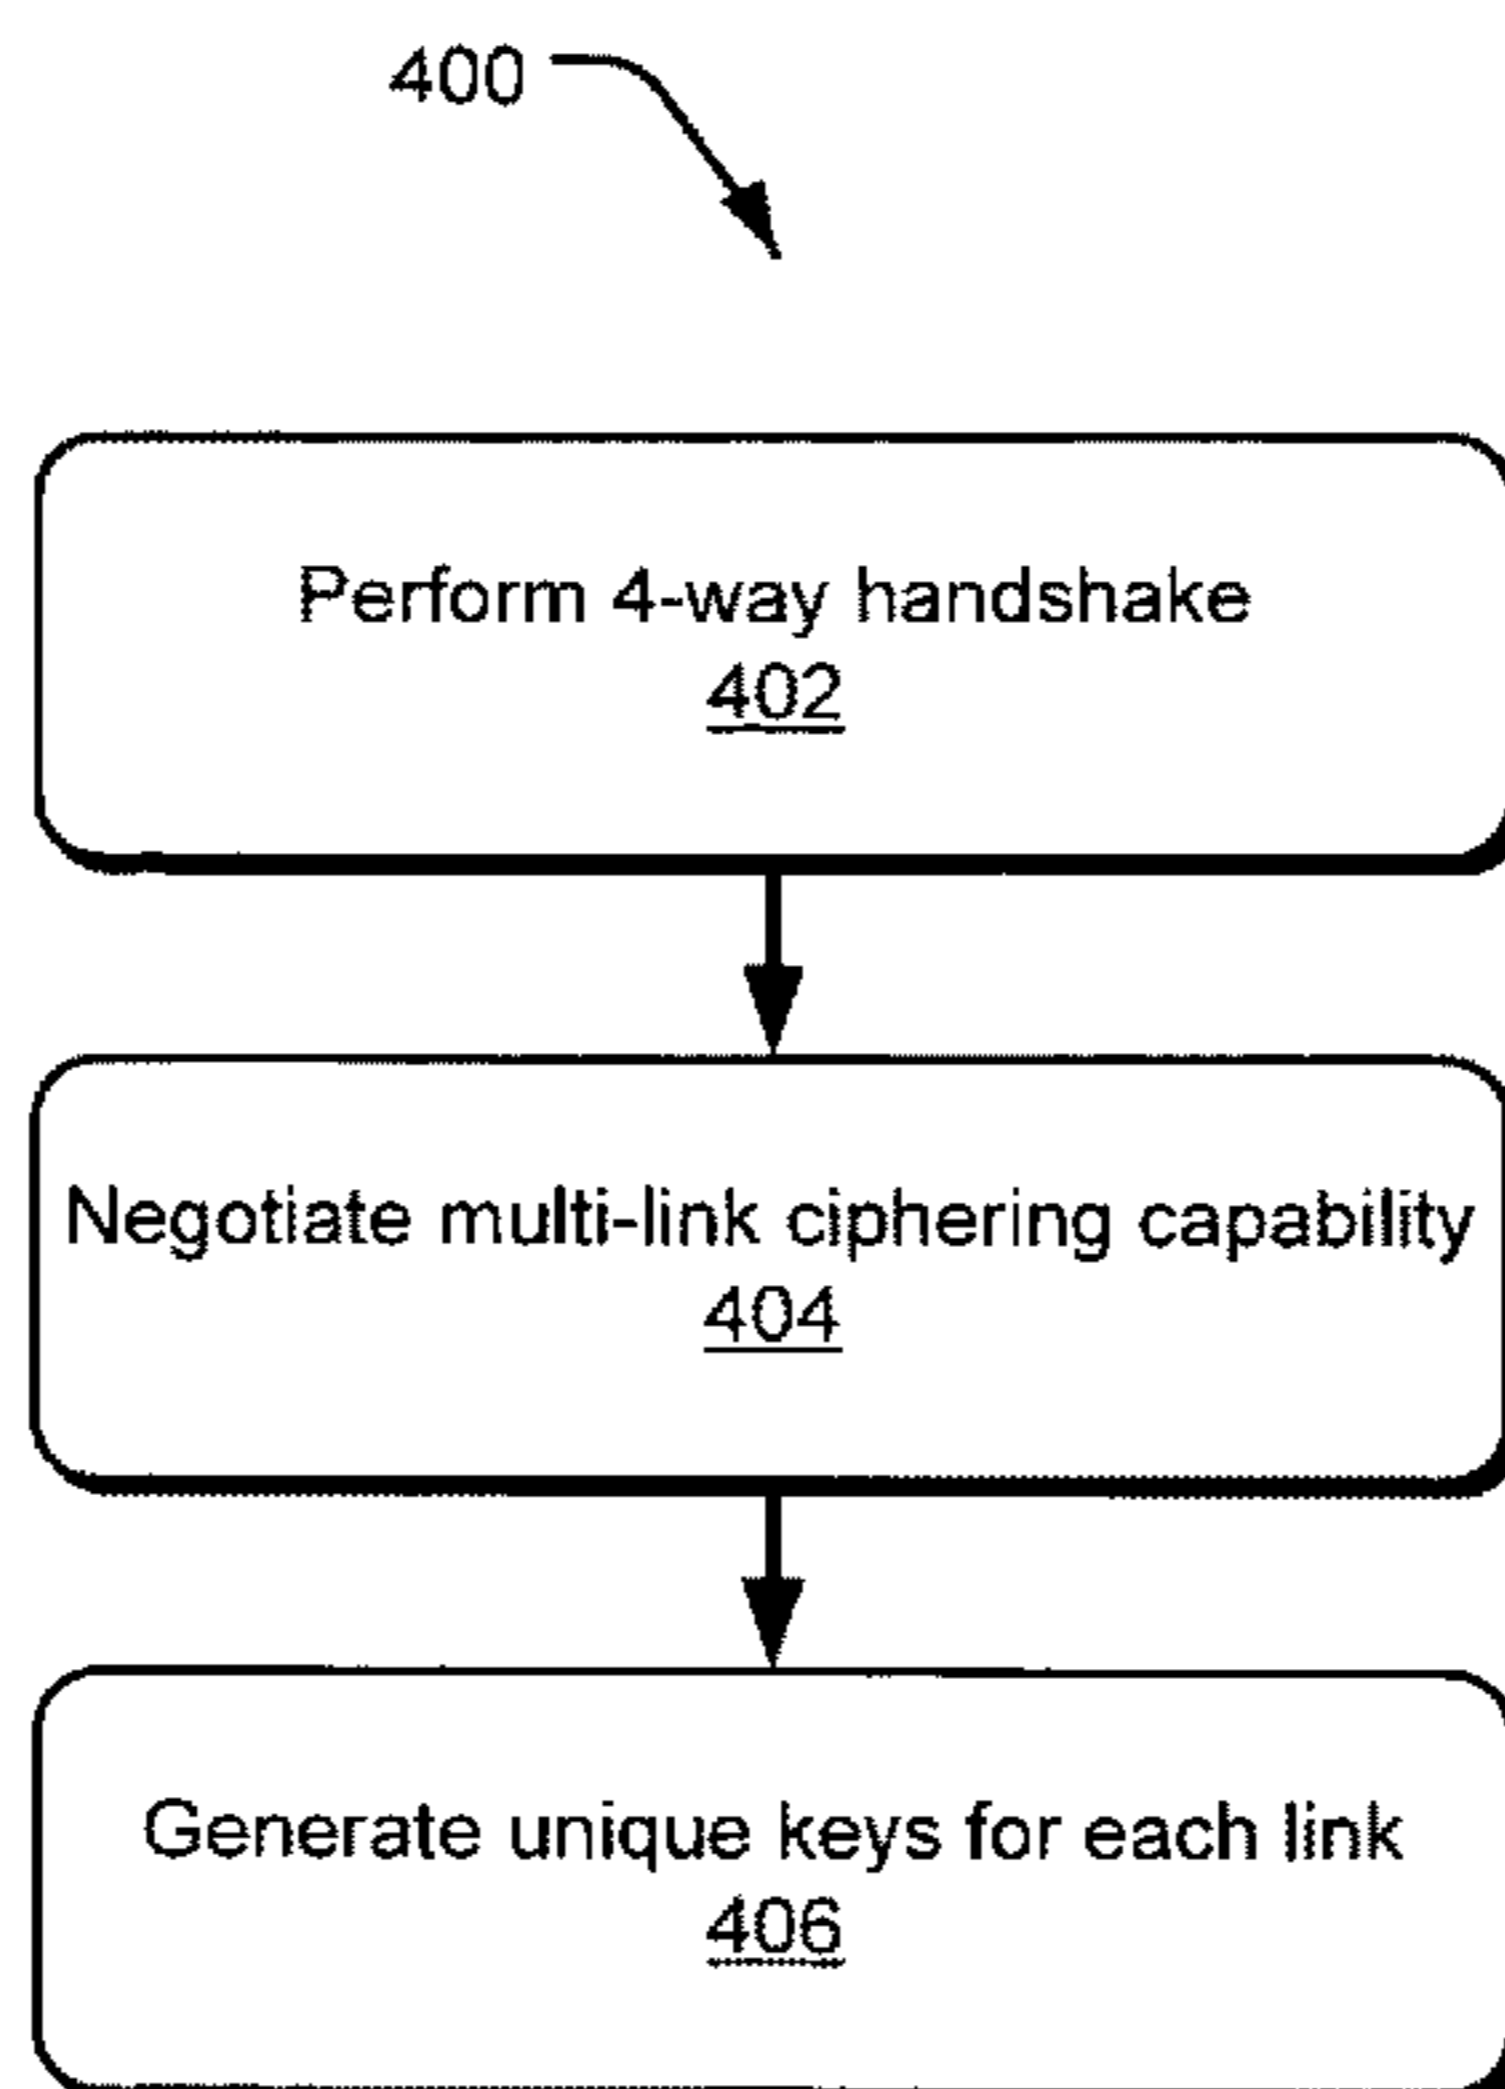 400
Perform 4-way handshake
402
Negotiate multi-link ciphering capability
404
Generate unique keys for each link
406